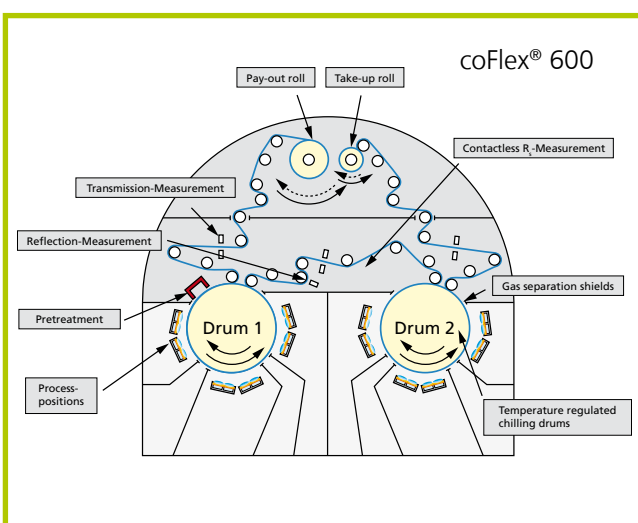 coFlex® 600
Pay-out roll
Take-up roll
Contactless Rs-Measurement
Transmission-Measurement
Reflection-Measurement
Gas separation shields
Pretreatment
Drum 1
Drum 2
Process-
positions
Temperature regulated
chilling drums